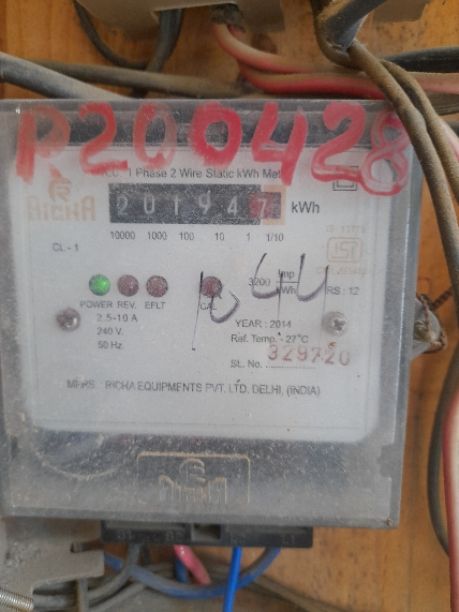 P200428
1 Phase 2 Wire Static kWh Met
RICHA
201947 kWh
10000 1000 100 10 1 1/10
CL - 1
3200 Imp
kWh
RS : 12
POWER REV. EFLT CAL
2.5-10 A
240 V.
50 Hz.
YEAR : 2014
Ref. Temp. - 27°C
SL. No. 329720
MFRS. : RICHA EQUIPMENTS PVT. LTD. DELHI, (INDIA)